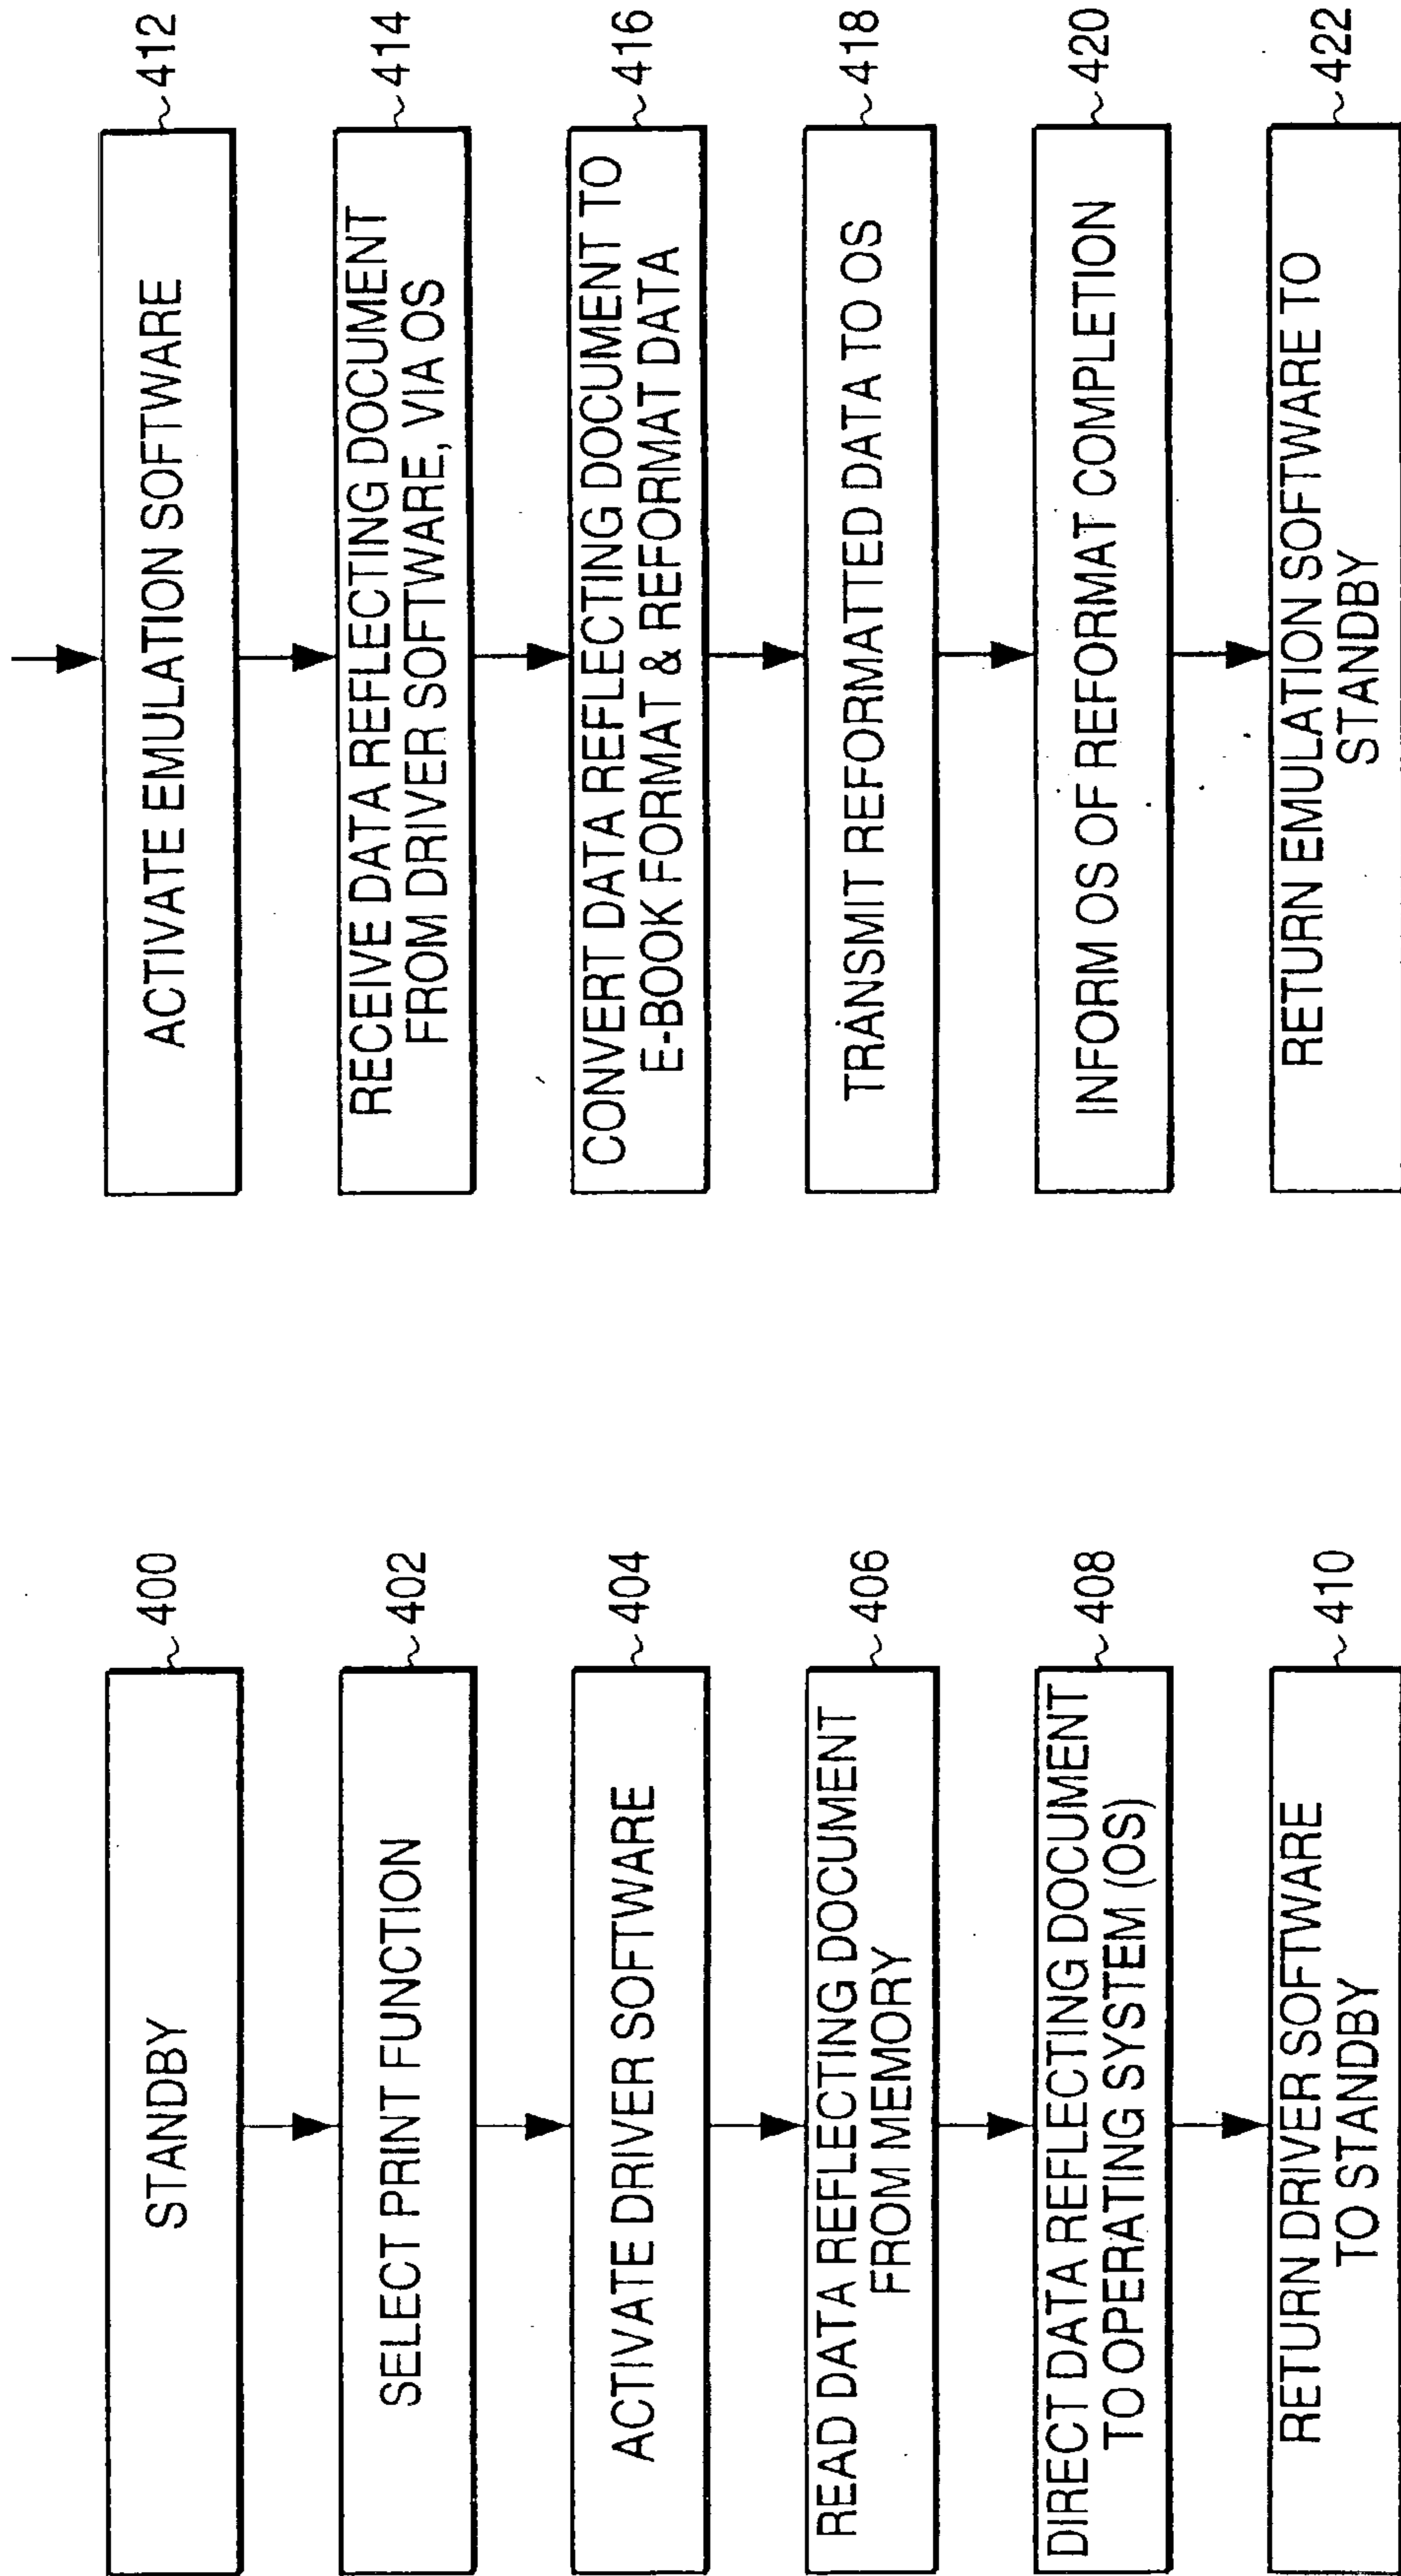 STANDBY
400
SELECT PRINT FUNCTION
402
ACTIVATE DRIVER SOFTWARE
404
READ DATA REFLECTING DOCUMENT
FROM MEMORY
406
DIRECT DATA REFLECTING DOCUMENT
TO OPERATING SYSTEM (OS)
408
RETURN DRIVER SOFTWARE
TO STANDBY
410
ACTIVATE EMULATION SOFTWARE
412
RECEIVE DATA REFLECTING DOCUMENT
FROM DRIVER SOFTWARE, VIA OS
414
CONVERT DATA REFLECTING DOCUMENT TO
E-BOOK FORMAT & REFORMAT DATA
416
TRANSMIT REFORMATTED DATA TO OS
418
INFORM OS OF REFORMAT COMPLETION
420
RETURN EMULATION SOFTWARE TO
STANDBY
422